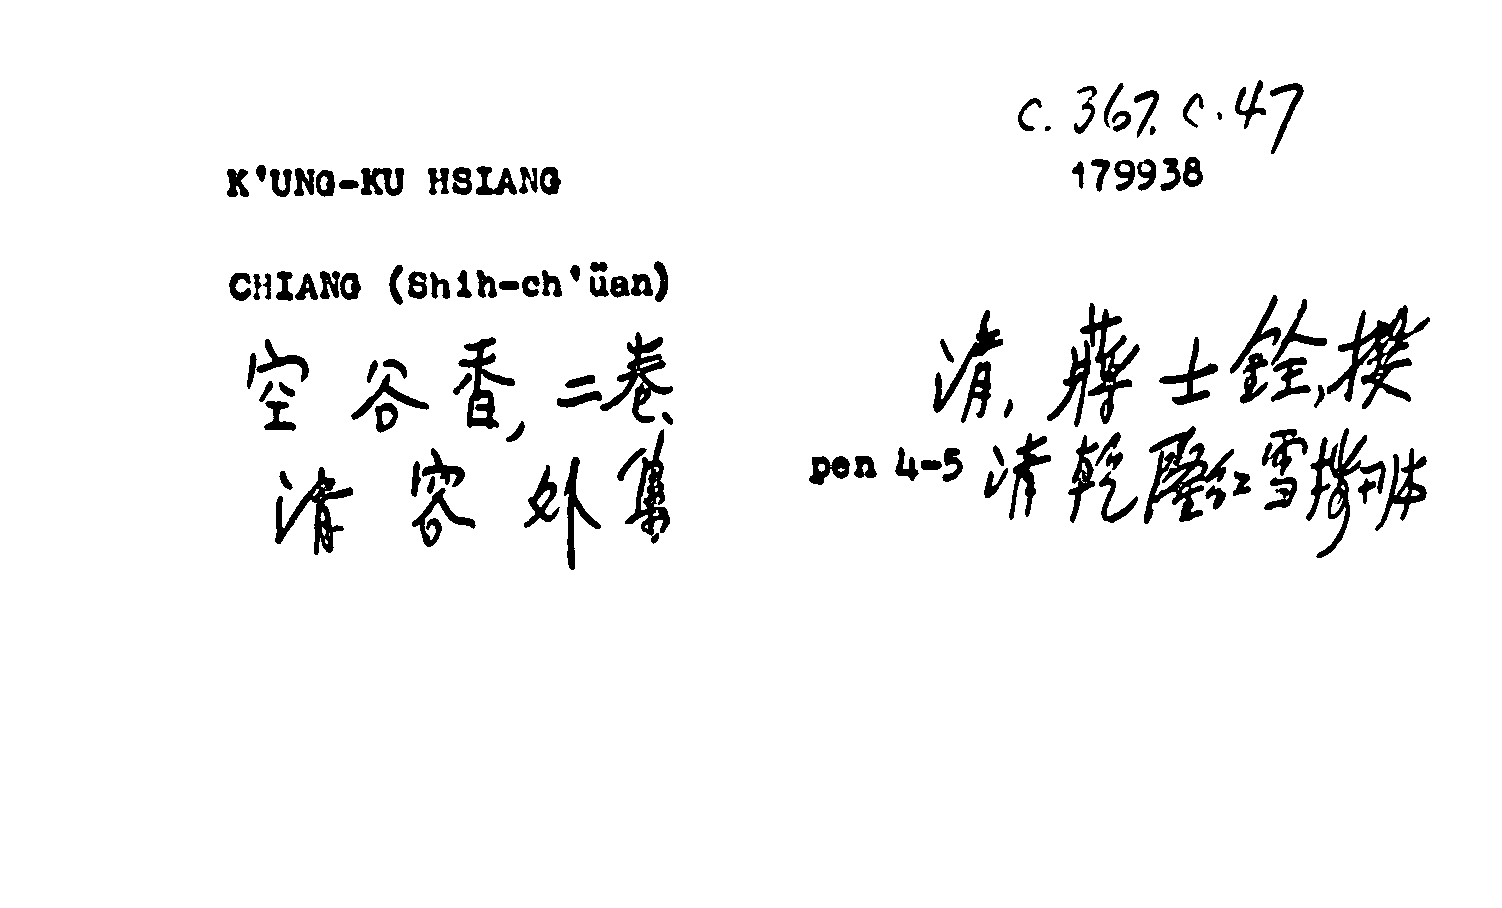 c. 367. c. 47
179938
K'UNG-KU HSIANG
CHIANG (Shih-ch'üan)
空谷香,二卷、
清,蔣士銓,撰
清容外集
pen 4-5 清乾隆紅雪樓刊本